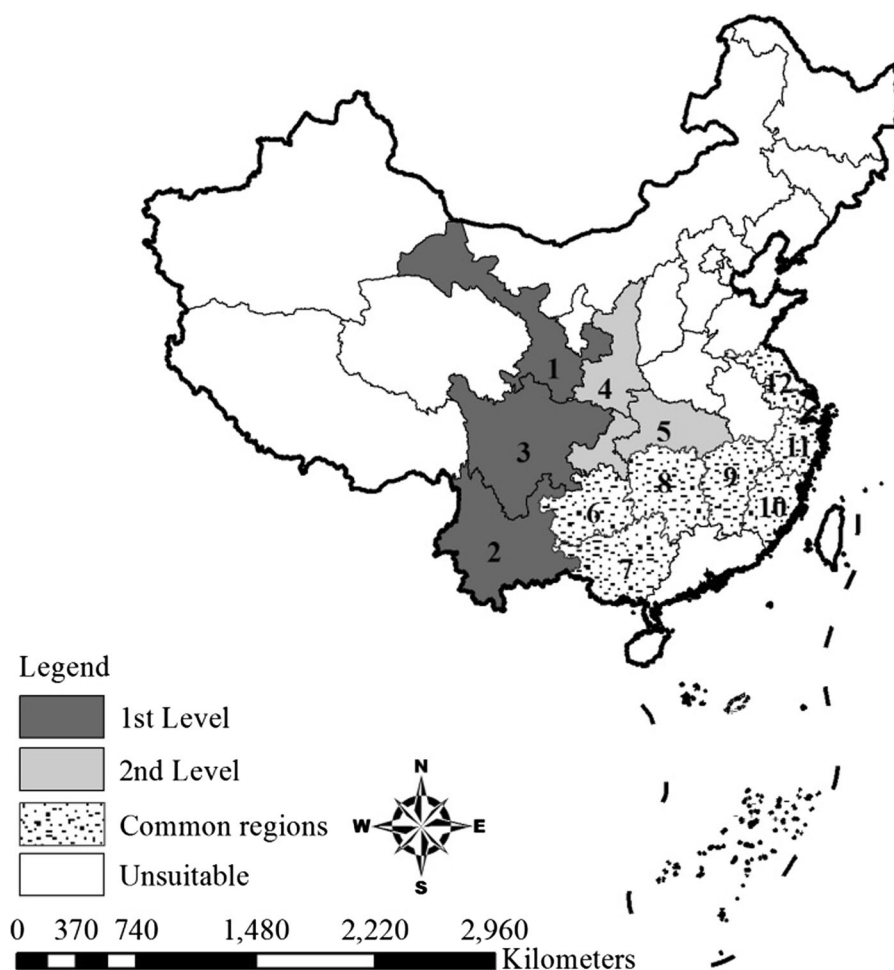 1
4
12
3
5
11
8
9
6
10
2
7
Legend
1st Level
2nd Level
Common regions
Unsuitable
N
W E
S
0 370 740 1,480 2,220 2,960
Kilometers